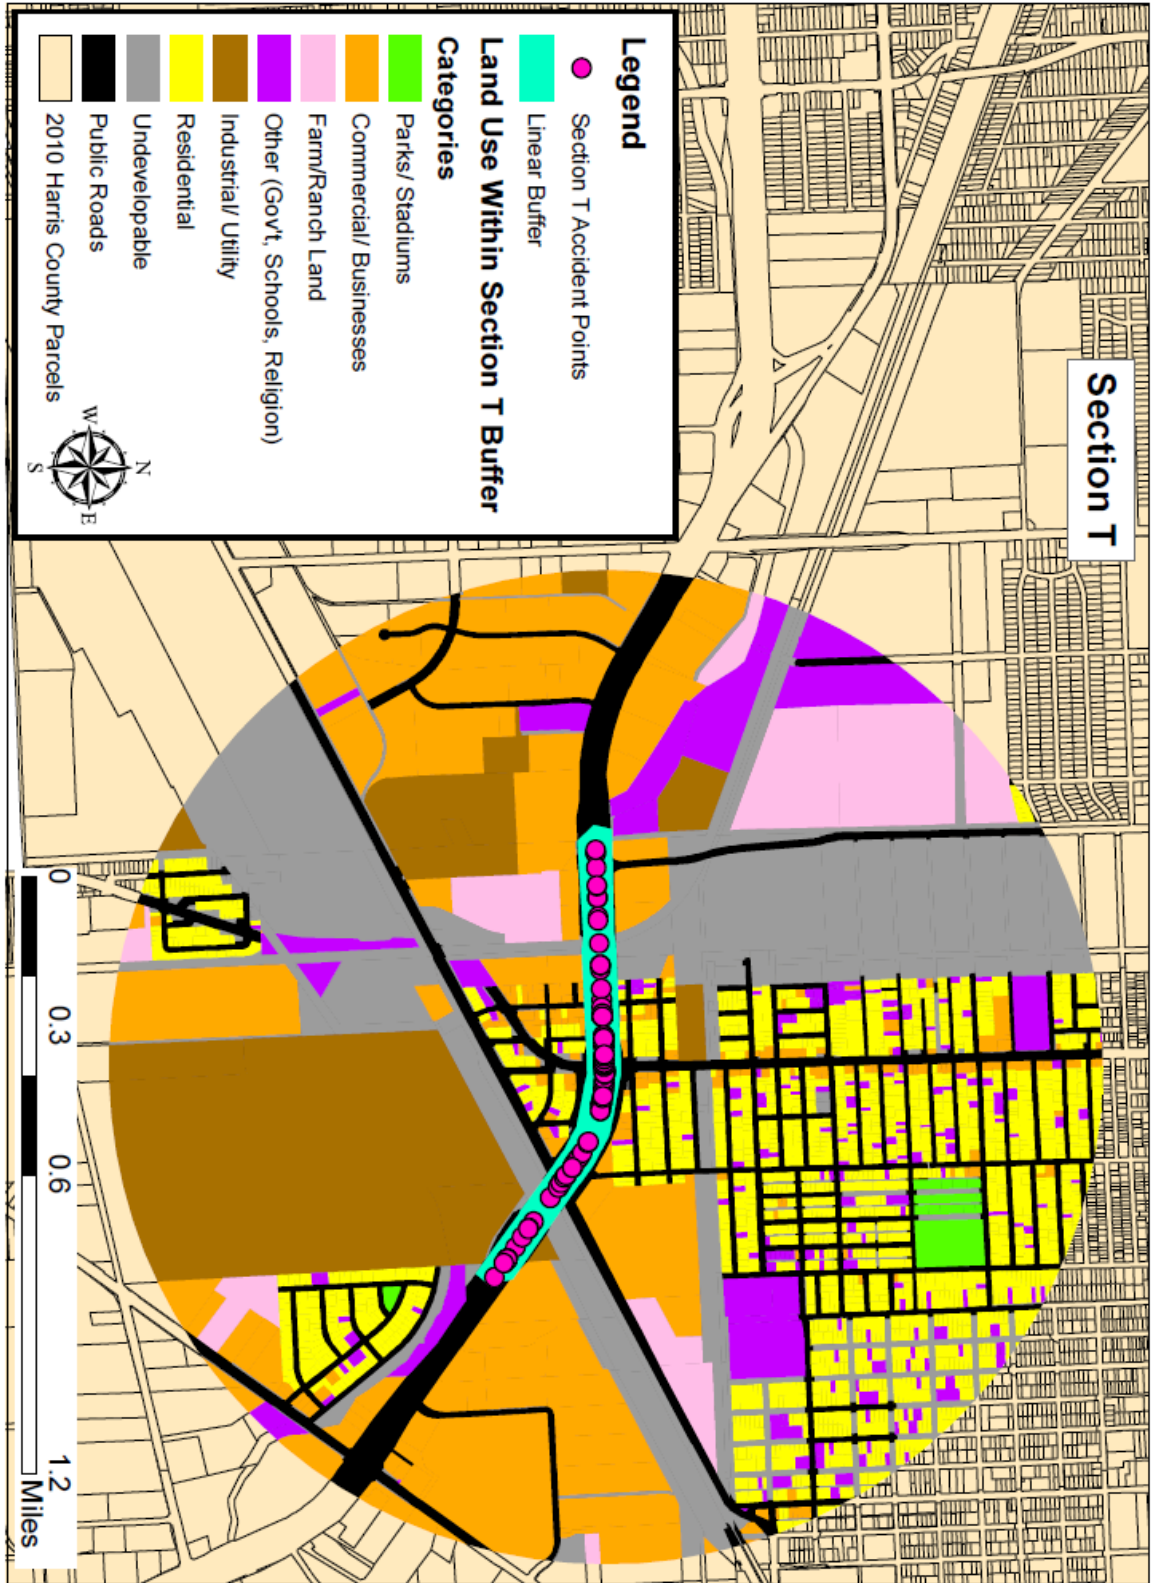 Section T
Legend
Section T Accident Points
Linear Buffer
Land Use Within Section T Buffer
Categories
Parks/ Stadiums
Commercial/ Businesses
Farm/Ranch Land
Other (Gov't, Schools, Religion)
Industrial/ Utility
Residential
Undevelopable
Public Roads
2010 Harris County Parcels
N
W
E
S
0 0.3 0.6 1.2
Miles